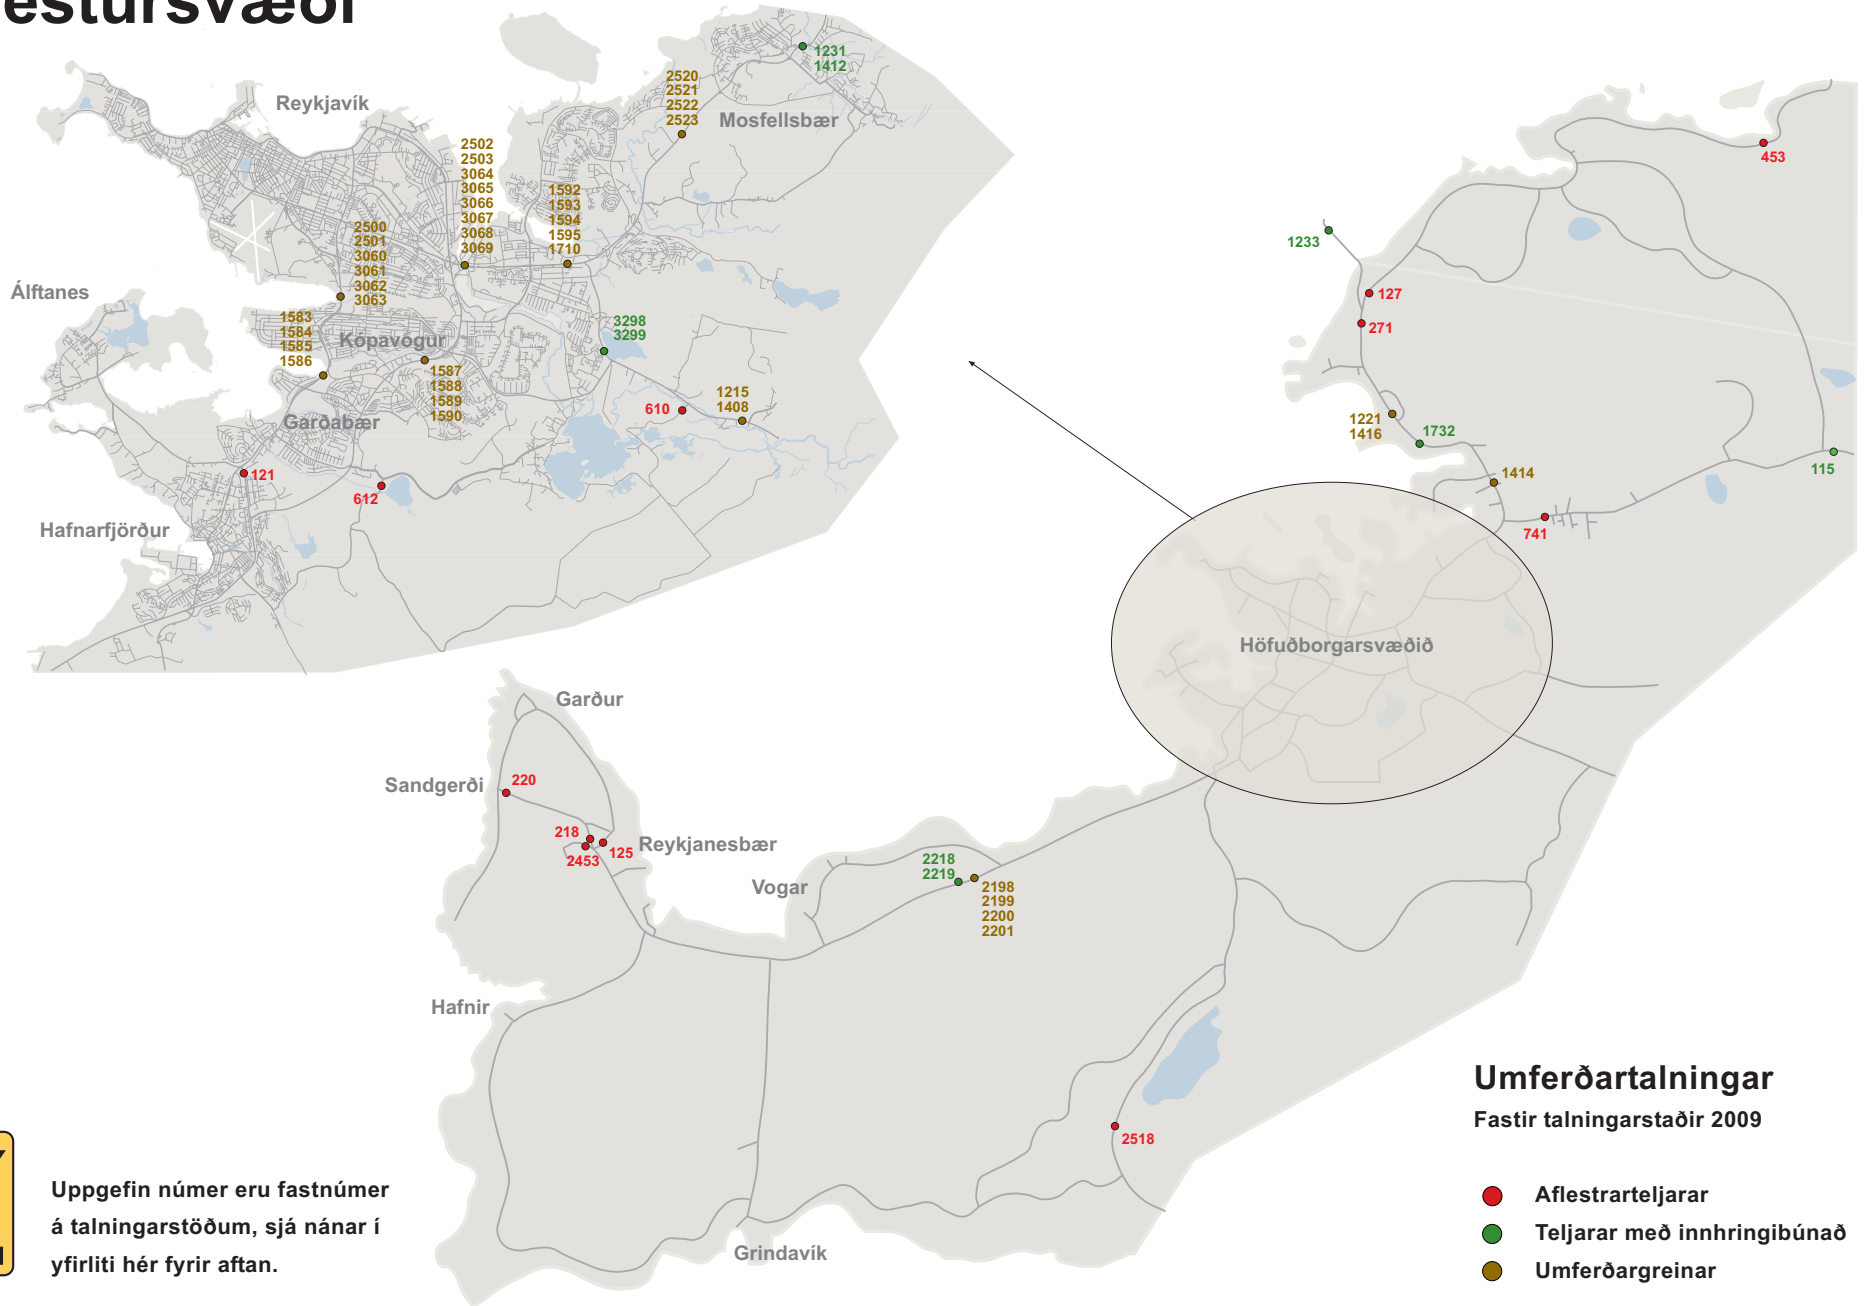 Reykjavík
1231
1412
2520
2521
2522
2523
Mosfellsbær
2502
2503
3064
3065
3066
3067
3068
3069
1592
1593
1594
1595
1710
2500
2501
3060
3061
3062
3063
Álftanes
1583
1584
1585
1586
Kópavogur
3298
3299
1587
1588
1589
1590
610
1215
1408
Garðabær
121
612
Hafnarfjörður
453
1233
127
271
1221
1416
1732
115
1414
741
Höfuðborgarsvæðið
Garður
Sandgerði
220
218
2453
125
Reykjanesbær
Vogar
2218
2219
2198
2199
2200
2201
Hafnir
2518
Grindavík
Uppgefin númer eru fastnúmer
á talningarstöðum, sjá nánar í
yfirliti hér fyrir aftan.
Umferðartalningar
Fastir talningarstaðir 2009
Aflestrarteljarar
Teljarar með innhringibúnað
Umferðargreinar